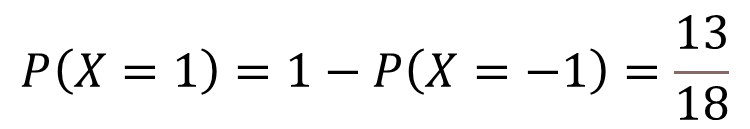 P(X = 1) = 1 − P(X = −1) = 13/18